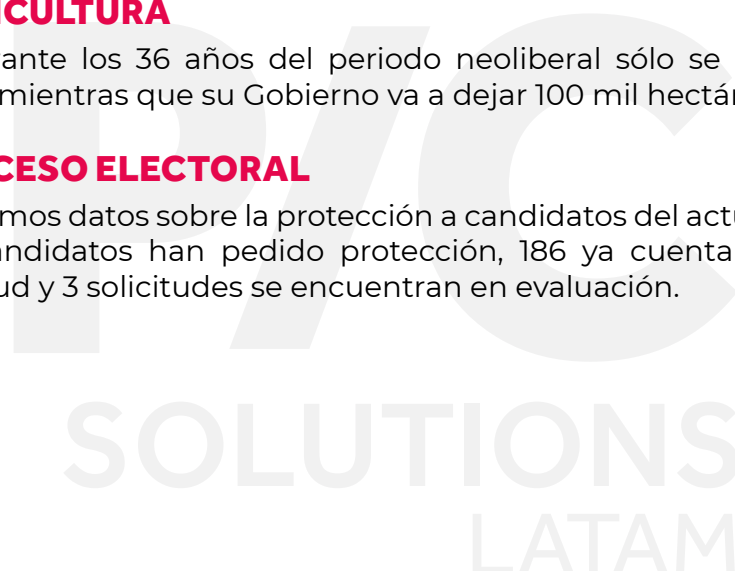 ICULTURA
ante los 36 años del periodo neoliberal sólo se
mientras que su Gobierno va a dejar 100 mil hectár
CESO ELECTORAL
mos datos sobre la protección a candidatos del actu
ndidatos han pedido protección, 186 ya cuenta
ud y 3 solicitudes se encuentran en evaluación.
P/C
SOLUTIONS
LATAM